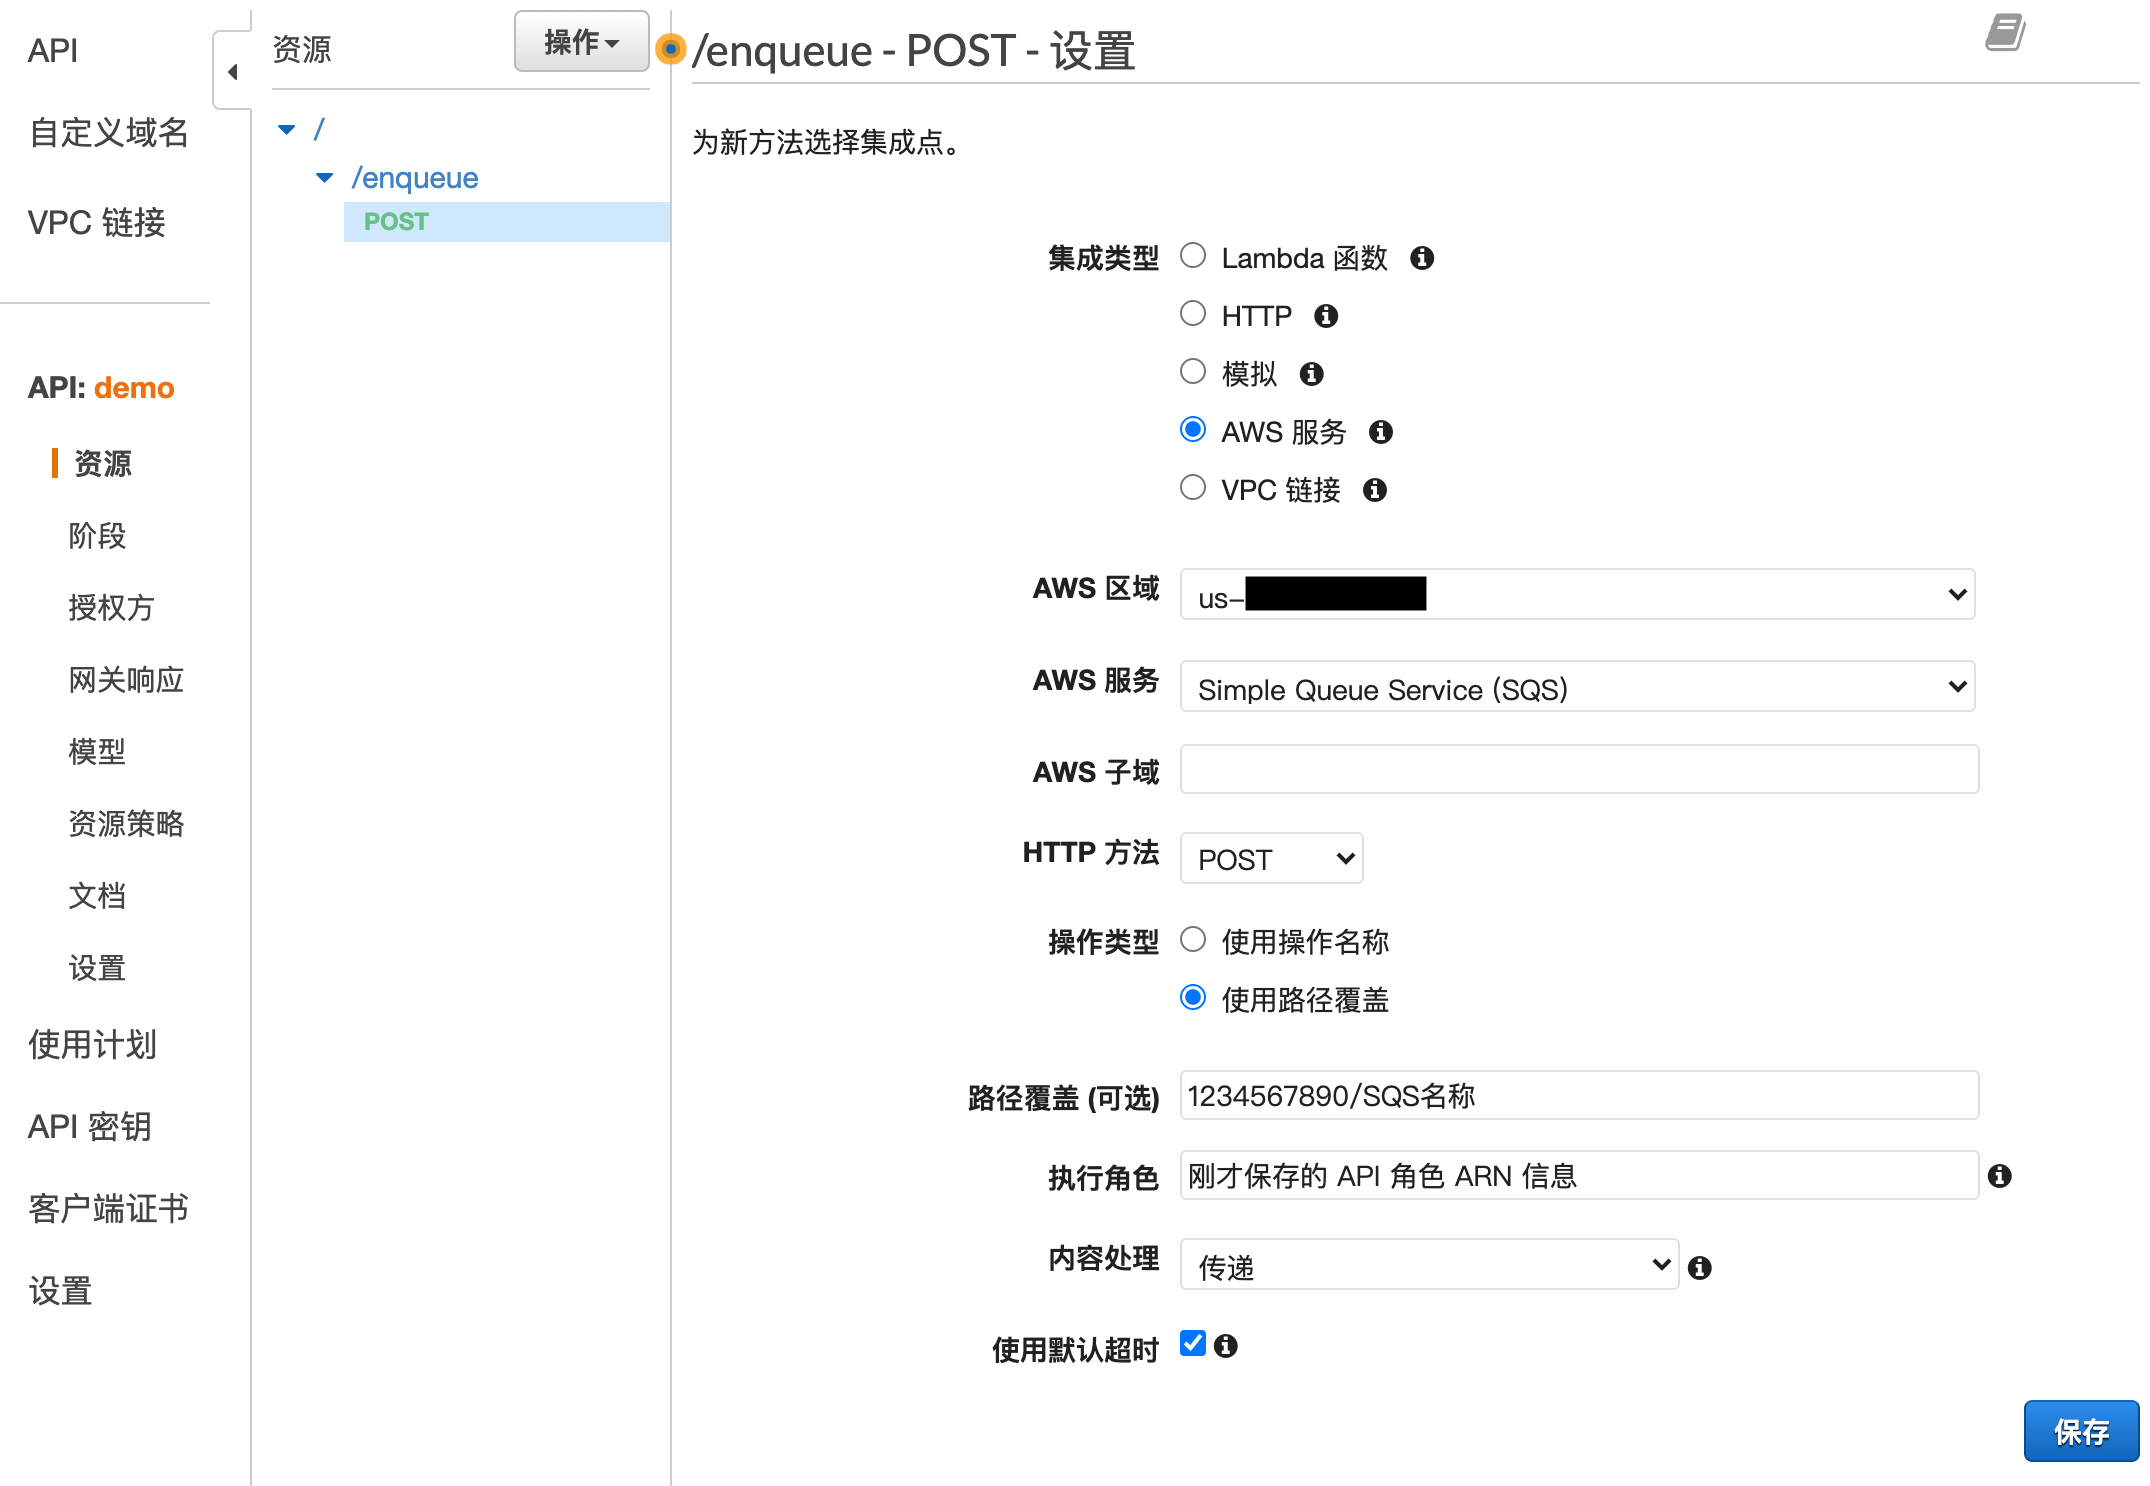 API
自定义域名
VPC 链接
API: demo
资源
阶段
授权方
网关响应
模型
资源策略
文档
设置
使用计划
API 密钥
客户端证书
设置
资源
操作
/
/enqueue
POST
/enqueue - POST - 设置
为新方法选择集成点。
集成类型
Lambda 函数
HTTP
模拟
AWS 服务
VPC 链接
AWS 区域
us-
AWS 服务
Simple Queue Service (SQS)
AWS 子域
HTTP 方法
POST
操作类型
使用操作名称
使用路径覆盖
路径覆盖 (可选)
1234567890/SQS名称
执行角色
刚才保存的 API 角色 ARN 信息
内容处理
传递
使用默认超时
保存